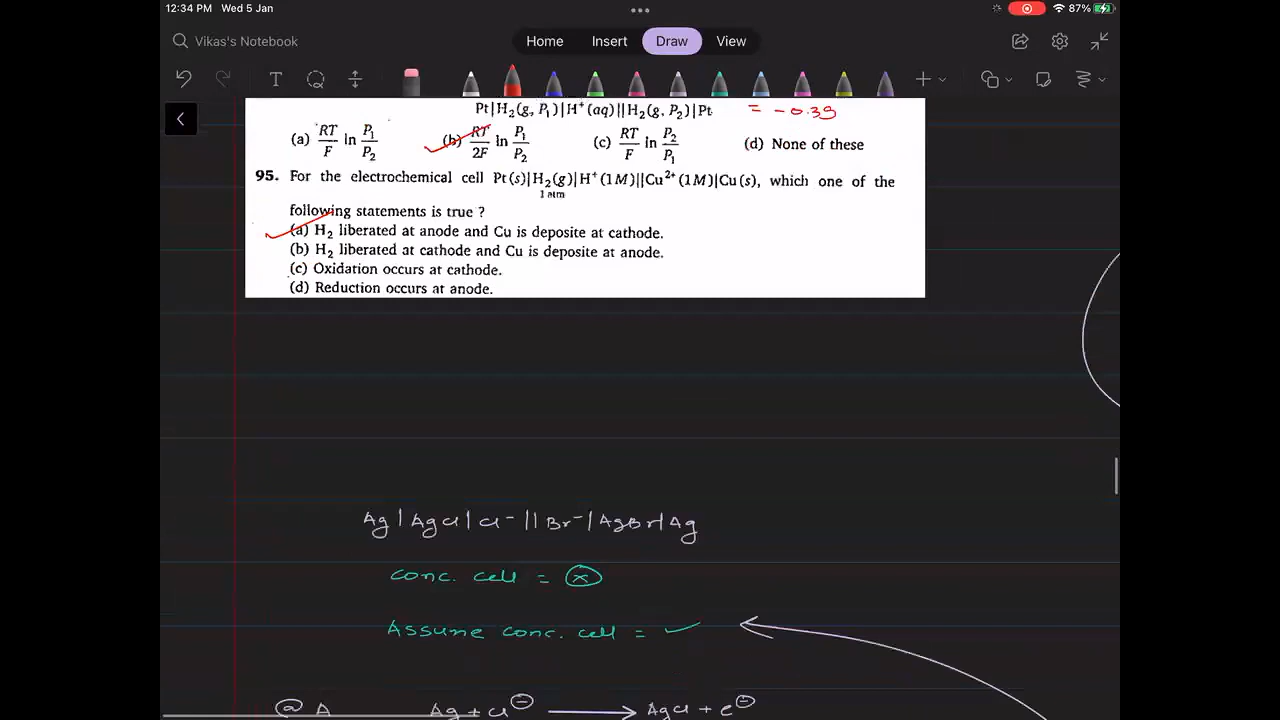 12:34 PM Wed 5 Jan
87%
Vikas's Notebook
Home Insert Draw View
Pt|H₂(g, P₁)|H⁺(aq)||H₂(g, P₂)|Pt = -0.39
(a) RT/F ln P₁/P₂ (b) RT/2F ln P₁/P₂ (c) RT/F ln P₂/P₁ (d) None of these
95. For the electrochemical cell Pt(s)|H₂(g)|H⁺(1M)||Cu²⁺(1M)|Cu(s), which one of the
1 atm
following statements is true ?
(a) H₂ liberated at anode and Cu is deposite at cathode.
(b) H₂ liberated at cathode and Cu is deposite at anode.
(c) Oxidation occurs at cathode.
(d) Reduction occurs at anode.
Ag|AgCl|Cl⁻||Br⁻|AgBr|Ag
conc. cell = ⊗
Assume conc. cell = ✓
@ A Ag + Cl⊖ ⟶ AgCl + e⊖